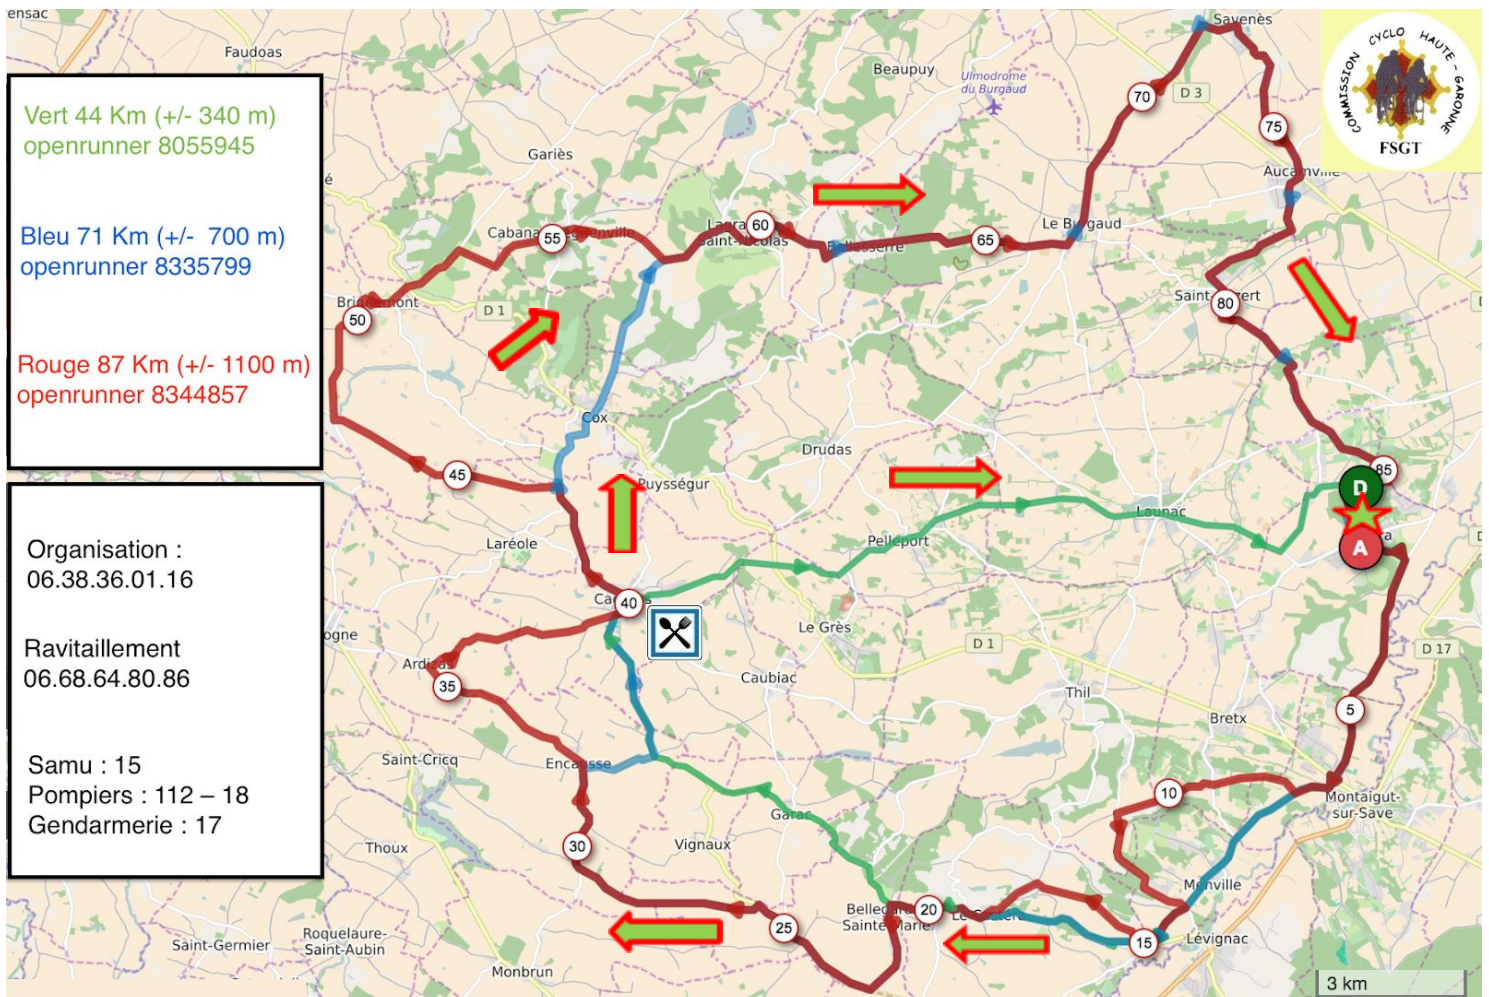 ensac
Faudoas
Beaupuy
Savenès
Ulmodrome
du Burgaud
D 3
COMMISSION CYCLO HAUTE - GARONNE
FSGT
Vert 44 Km (+/- 340 m)
openrunner 8055945
Bleu 71 Km (+/- 700 m)
openrunner 8335799
Rouge 87 Km (+/- 1100 m)
openrunner 8344857
Organisation :
06.38.36.01.16
Ravitaillement
06.68.64.80.86
Samu : 15
Pompiers : 112 – 18
Gendarmerie : 17
Gariès
70
75
Aucamville
55
60
65
Le Burgaud
50
D 1
80
Cox
Drudas
45
Puysségur
85
D
Launac
Laréole
Pelleport
A
40
Le Grès
D 1
D 17
ogne
35
Caubiac
Thil
Bretx
5
Saint-Cricq
Encausse
10
Montaigut-
sur-Save
Garac
Thoux
30
Vignaux
Menville
20
Sainte-Marie
25
15
Lévignac
Saint-Germier
Roquelaure-
Saint-Aubin
Monbrun
3 km